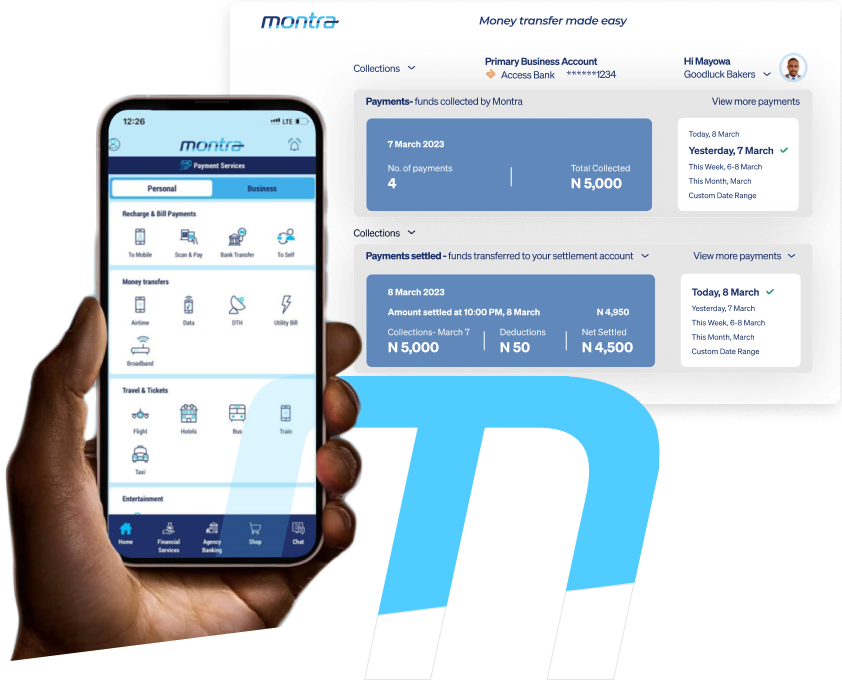 montra
Money transfer made easy
Collections
Primary Business Account
Access Bank ******1234
Hi Mayowa
Goodluck Bakers
Payments- funds collected by Montra
View more payments
7 March 2023
No. of payments
4
Total Collected
N 5,000
Today, 8 March
Yesterday, 7 March
This Week, 6-8 March
This Month, March
Custom Date Range
Collections
Payments settled - funds transferred to your settlement account
View more payments
8 March 2023
Amount settled at 10:00 PM, 8 March N 4,950
Collections- March 7
N 5,000
Deductions
N 50
Net Settled
N 4,500
Today, 8 March
Yesterday, 7 March
This Week, 6-8 March
This Month, March
Custom Date Range
12:26
LTE
montra
Payment Services
Personal Business
Recharge & Bill Payments
To Mobile Scan & Pay Bank Transfer To Self
Money transfers
Airtime Data DTH Utility Bill
Broadband
Travel & Tickets
Flight Hotels Bus Train
Taxi
Entertainment
Home
Financial
Services
Agency
Banking
Shop
Chat